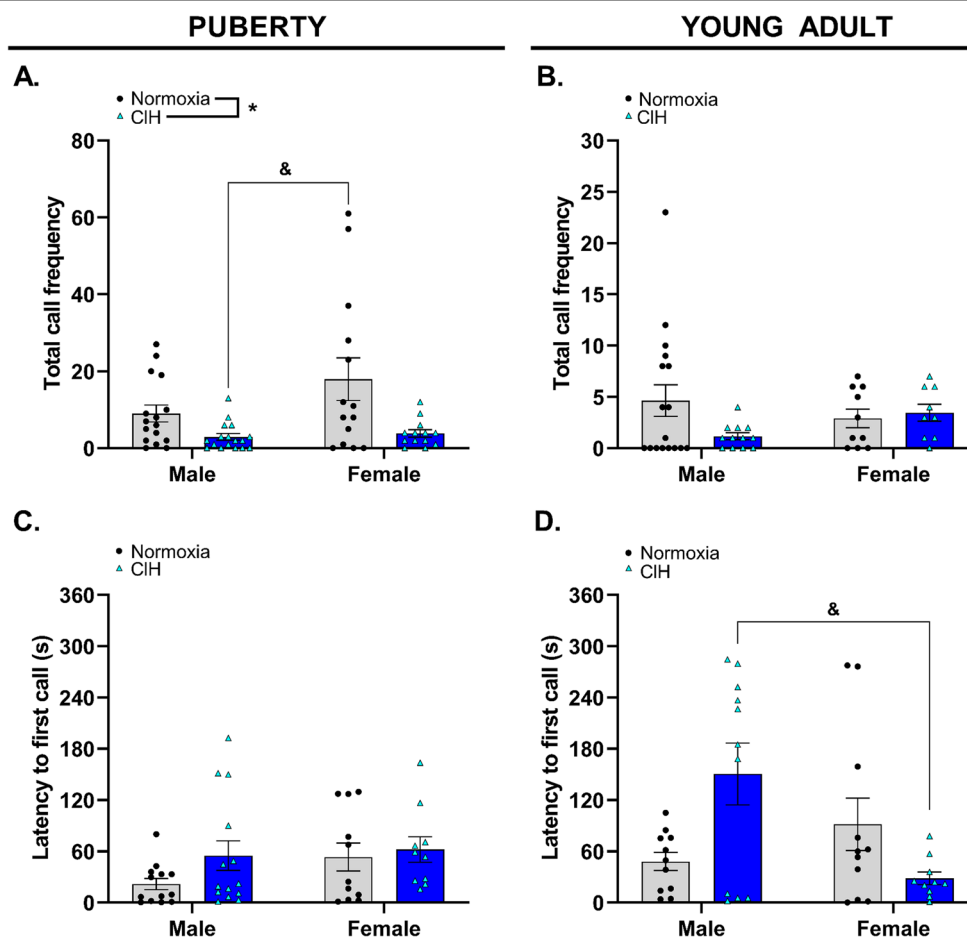 PUBERTY
YOUNG ADULT
A.
Normoxia
CIH
*
&
80
60
40
20
0
Total call frequency
Male
Female
B.
Normoxia
CIH
30
25
20
15
10
5
0
Total call frequency
Male
Female
C.
Normoxia
CIH
360
300
240
180
120
60
0
Latency to first call (s)
Male
Female
D.
Normoxia
CIH
&
360
300
240
180
120
60
0
Latency to first call (s)
Male
Female